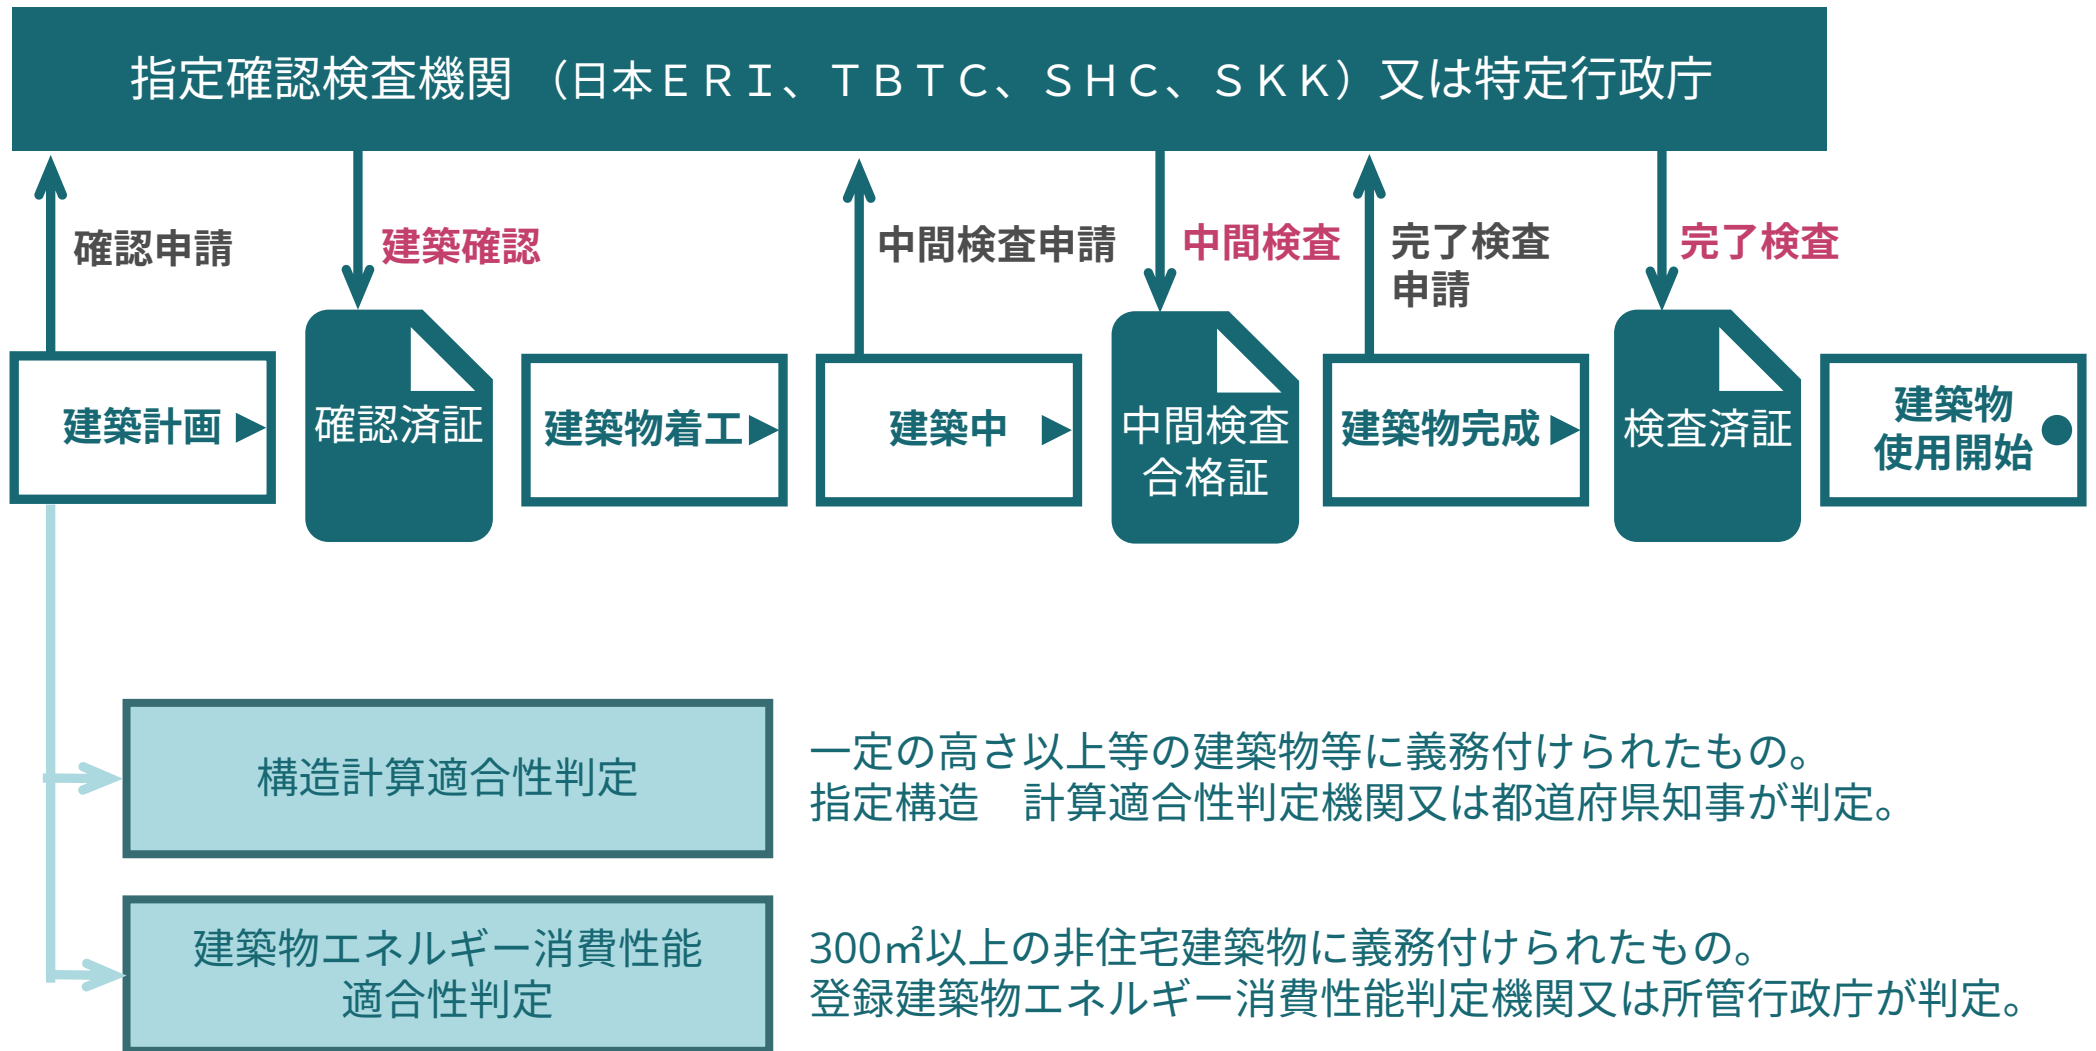 指定確認検査機関 （日本ＥＲＩ、ＴＢＴＣ、ＳＨＣ、ＳＫＫ）又は特定行政庁
確認申請
建築確認
中間検査申請
中間検査
完了検査
申請
完了検査
建築計画
確認済証
建築物着工
建築中
中間検査
合格証
建築物完成
検査済証
建築物
使用開始
構造計算適合性判定
一定の高さ以上等の建築物等に義務付けられたもの。
指定構造　計算適合性判定機関又は都道府県知事が判定。
建築物エネルギー消費性能
適合性判定
300㎡以上の非住宅建築物に義務付けられたもの。
登録建築物エネルギー消費性能判定機関又は所管行政庁が判定。